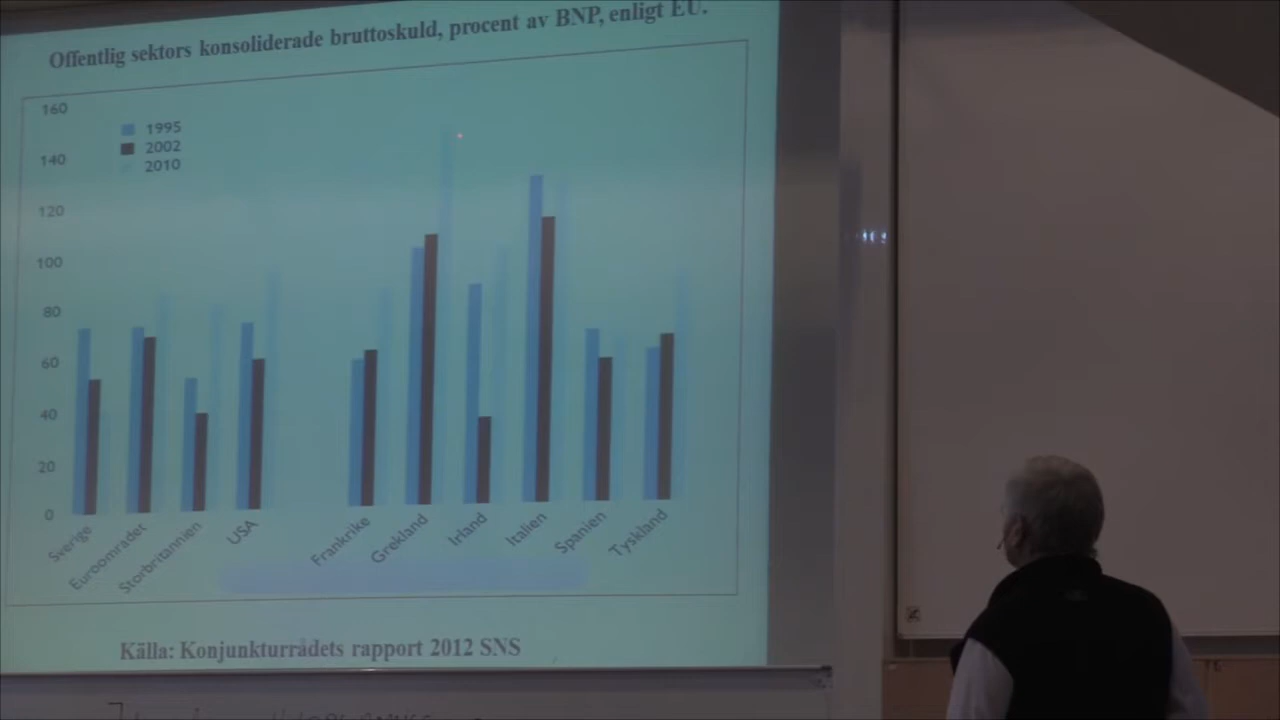 Offentlig sektors konsoliderade bruttoskuld, procent av BNP, enligt EU.
160
140
120
100
80
60
40
20
0
1995
2002
2010
Sverige
Euroområdet
Storbritannien
USA
Frankrike
Grekland
Irland
Italien
Spanien
Tyskland
Källa: Konjunkturrådets rapport 2012 SNS